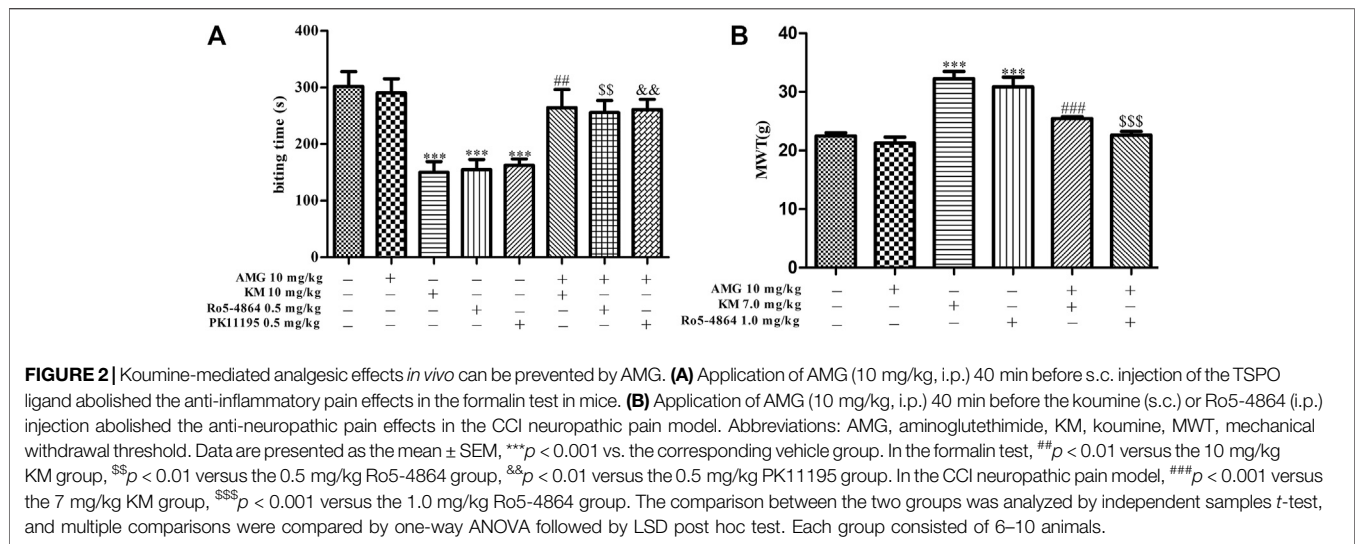 A
B
400
300
200
100
0
biting time (s)
***
***
***
##
$$
&&
AMG 10 mg/kg – + – – – + + +
KM 10 mg/kg – – + – – + – –
Ro5-4864 0.5 mg/kg – – – + – – + –
PK11195 0.5 mg/kg – – – – + – – +
40
30
20
10
0
MWT(g)
***
***
###
$$$
AMG 10 mg/kg – + – – + +
KM 7.0 mg/kg – – + – + –
Ro5-4864 1.0 mg/kg – – – + – +
FIGURE 2 | Koumine-mediated analgesic effects in vivo can be prevented by AMG. (A) Application of AMG (10 mg/kg, i.p.) 40 min before s.c. injection of the TSPO
ligand abolished the anti-inflammatory pain effects in the formalin test in mice. (B) Application of AMG (10 mg/kg, i.p.) 40 min before the koumine (s.c.) or Ro5-4864 (i.p.)
injection abolished the anti-neuropathic pain effects in the CCI neuropathic pain model. Abbreviations: AMG, aminoglutethimide, KM, koumine, MWT, mechanical
withdrawal threshold. Data are presented as the mean ± SEM, ***p < 0.001 vs. the corresponding vehicle group. In the formalin test, ##p < 0.01 versus the 10 mg/kg
KM group, $$p < 0.01 versus the 0.5 mg/kg Ro5-4864 group, &&p < 0.01 versus the 0.5 mg/kg PK11195 group. In the CCI neuropathic pain model, ###p < 0.001 versus
the 7 mg/kg KM group, $$$p < 0.001 versus the 1.0 mg/kg Ro5-4864 group. The comparison between the two groups was analyzed by independent samples t-test,
and multiple comparisons were compared by one-way ANOVA followed by LSD post hoc test. Each group consisted of 6–10 animals.